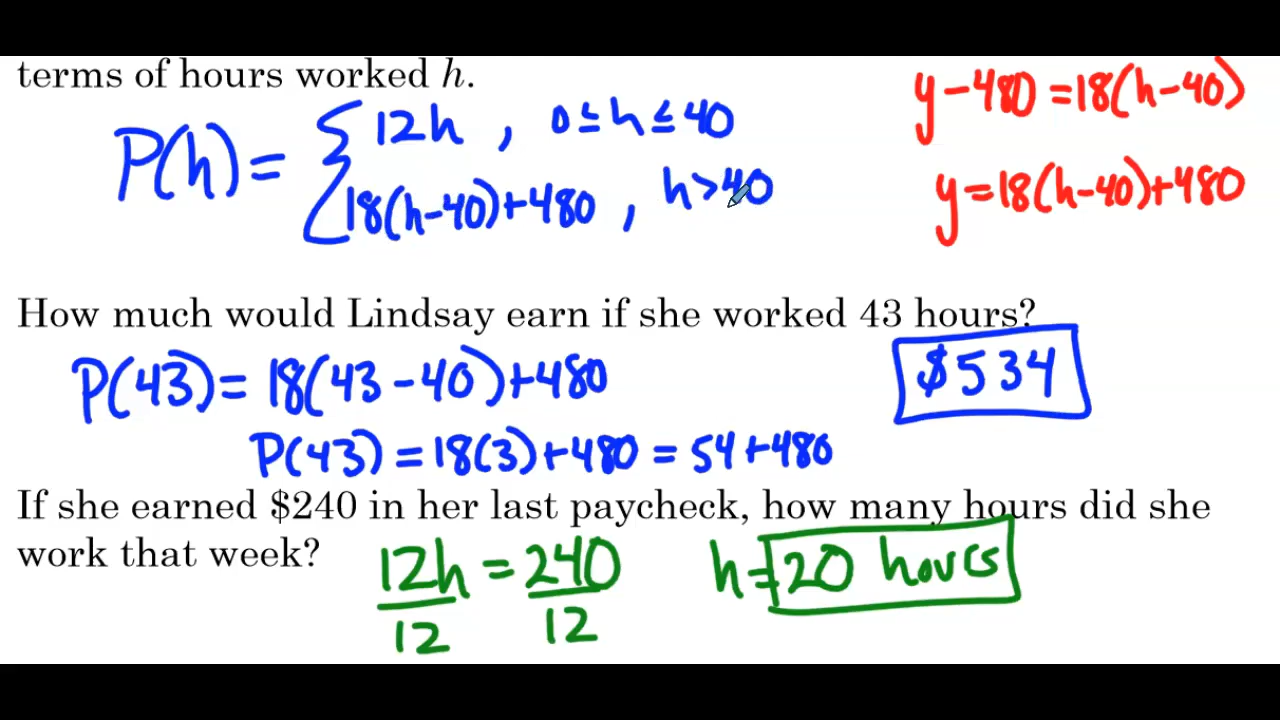 terms of hours worked h.
y-480=18(h-40)
P(h)= { 12h , 0≤h≤40
18(h-40)+480 , h>40
y=18(h-40)+480
How much would Lindsay earn if she worked 43 hours?
P(43)= 18(43-40)+480
$534
P(43)=18(3)+480=54+480
If she earned $240 in her last paycheck, how many hours did she
work that week?
12h = 240
12 12
h=20 hours